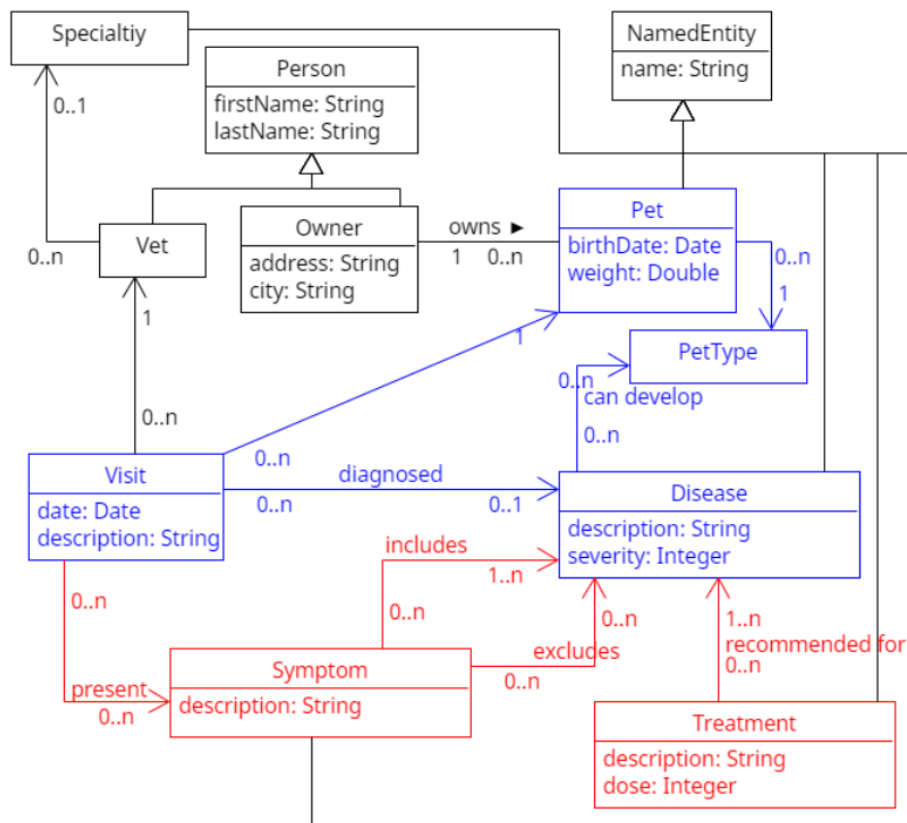 Specialtiy
NamedEntity
name: String
Person
firstName: String
lastName: String
0..1
Pet
birthDate: Date
weight: Double
Owner
address: String
city: String
owns ►
1
0..n
Vet
0..n
0..n
1
1
1
PetType
0..n
can develop
0..n
0..n
0..n
Visit
date: Date
description: String
diagnosed
0..n
0..1
Disease
description: String
severity: Integer
includes
1..n
0..n
0..n
0..n
1..n
recommended for
0..n
excludes
0..n
Symptom
description: String
present
0..n
Treatment
description: String
dose: Integer